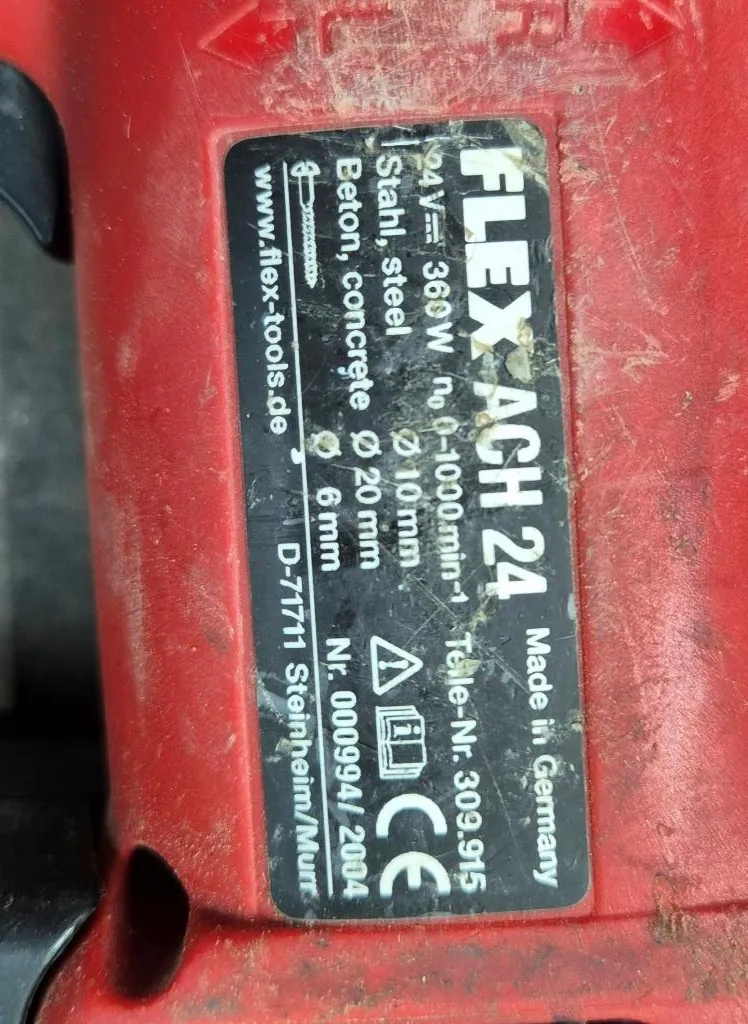 L R
FLEX ACH 24 Made in Germany
24V 360W n₀ 0-1000 min-1 Teile-Nr. 309.915
Stahl, steel Ø 10 mm
Beton, concrete Ø 20 mm
Ø 6 mm Nr. 000994/ 2004
www.flex-tools.de, D-71711 Steinheim/Murr